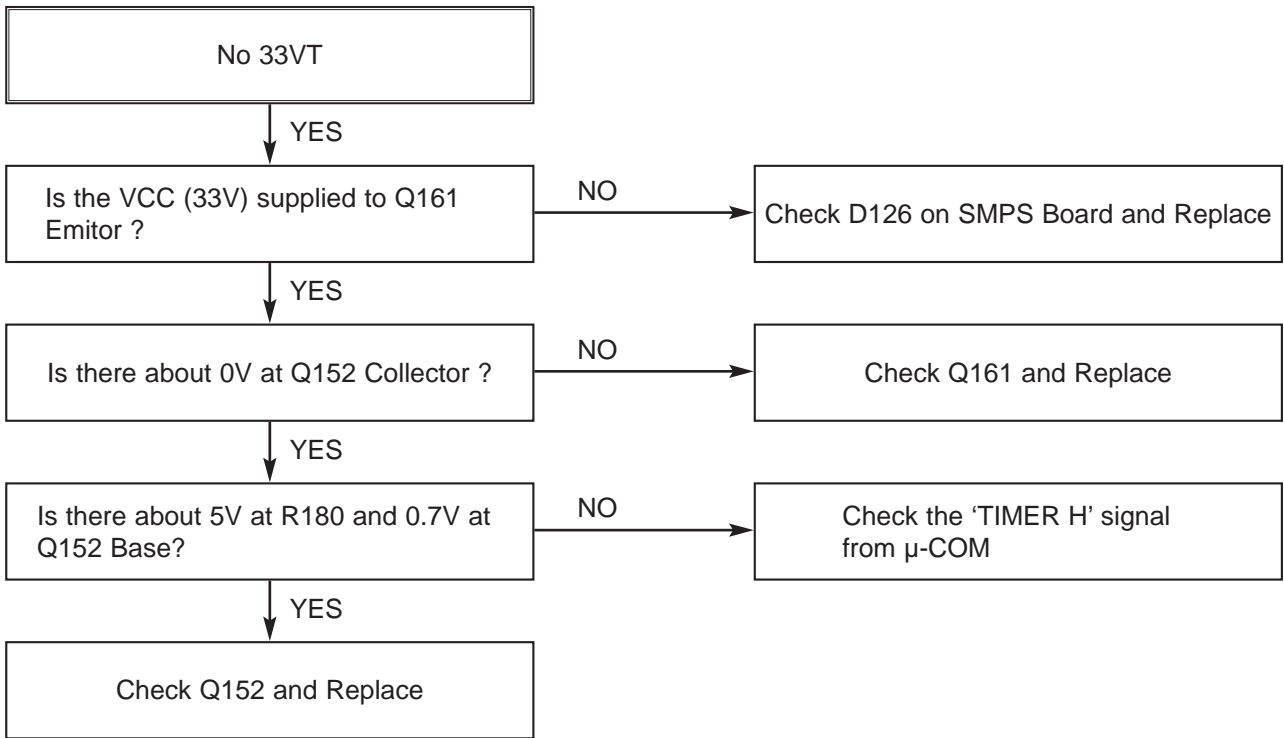 No 33VT
YES
Is the VCC (33V) supplied to Q161
Emitor ?
NO
Check D126 on SMPS Board and Replace
YES
Is there about 0V at Q152 Collector ?
NO
Check Q161 and Replace
YES
Is there about 5V at R180 and 0.7V at
Q152 Base?
NO
Check the ‘TIMER H’ signal
from µ-COM
YES
Check Q152 and Replace